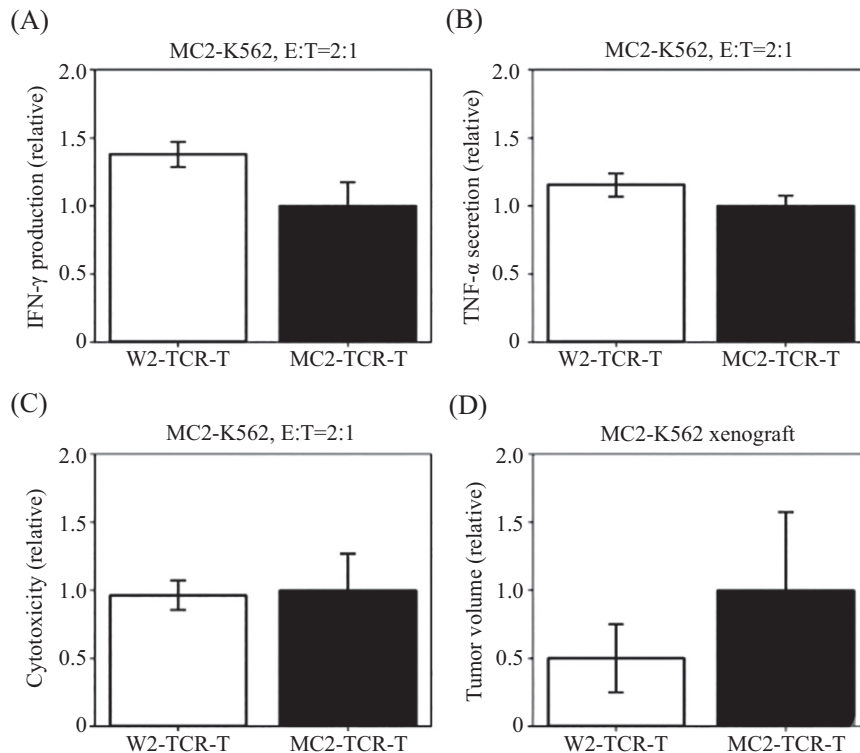 (A)
MC2-K562, E:T=2:1
IFN-γ production (relative)
2.0
1.5
1.0
0.5
0
W2-TCR-T MC2-TCR-T
(B)
MC2-K562, E:T=2:1
TNF-α secretion (relative)
2.0
1.5
1.0
0.5
0
W2-TCR-T MC2-TCR-T
(C)
MC2-K562, E:T=2:1
Cytotoxicity (relative)
2.0
1.5
1.0
0.5
0
W2-TCR-T MC2-TCR-T
(D)
MC2-K562 xenograft
Tumor volume (relative)
2.0
1.5
1.0
0.5
0
W2-TCR-T MC2-TCR-T